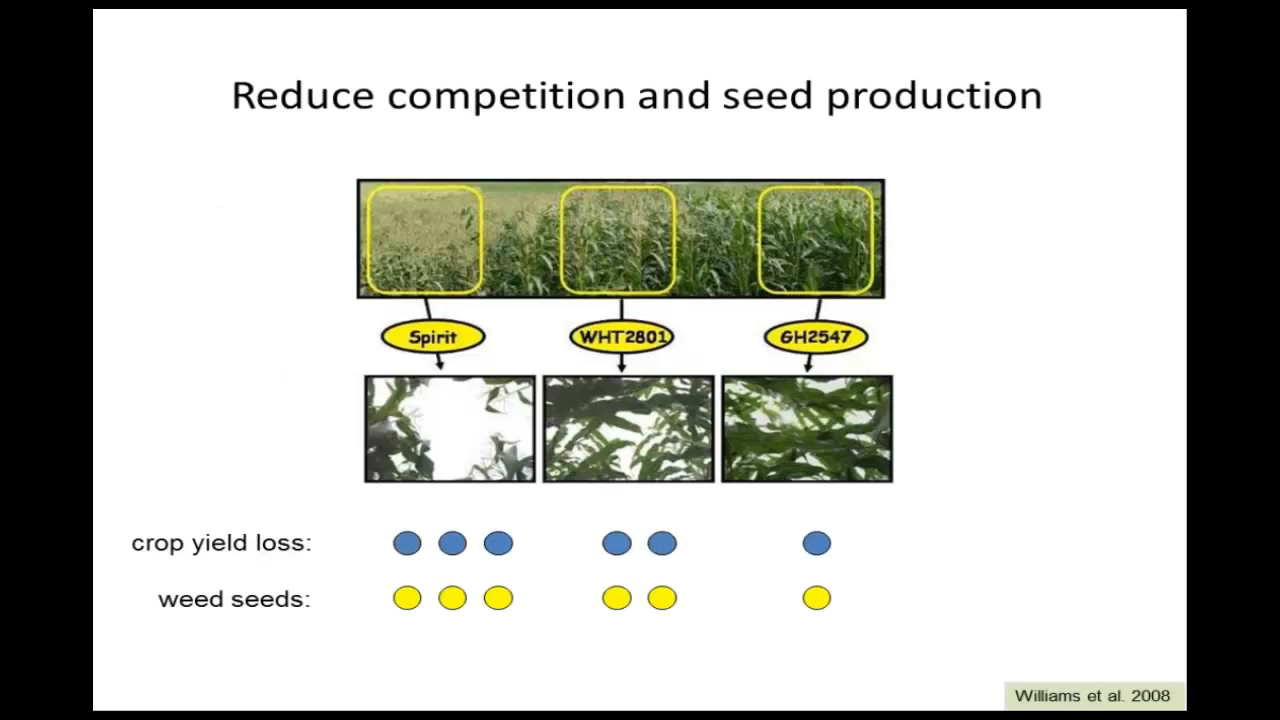 Reduce competition and seed production
Spirit
WHT2801
GH2547
crop yield loss:
weed seeds:
Williams et al. 2008